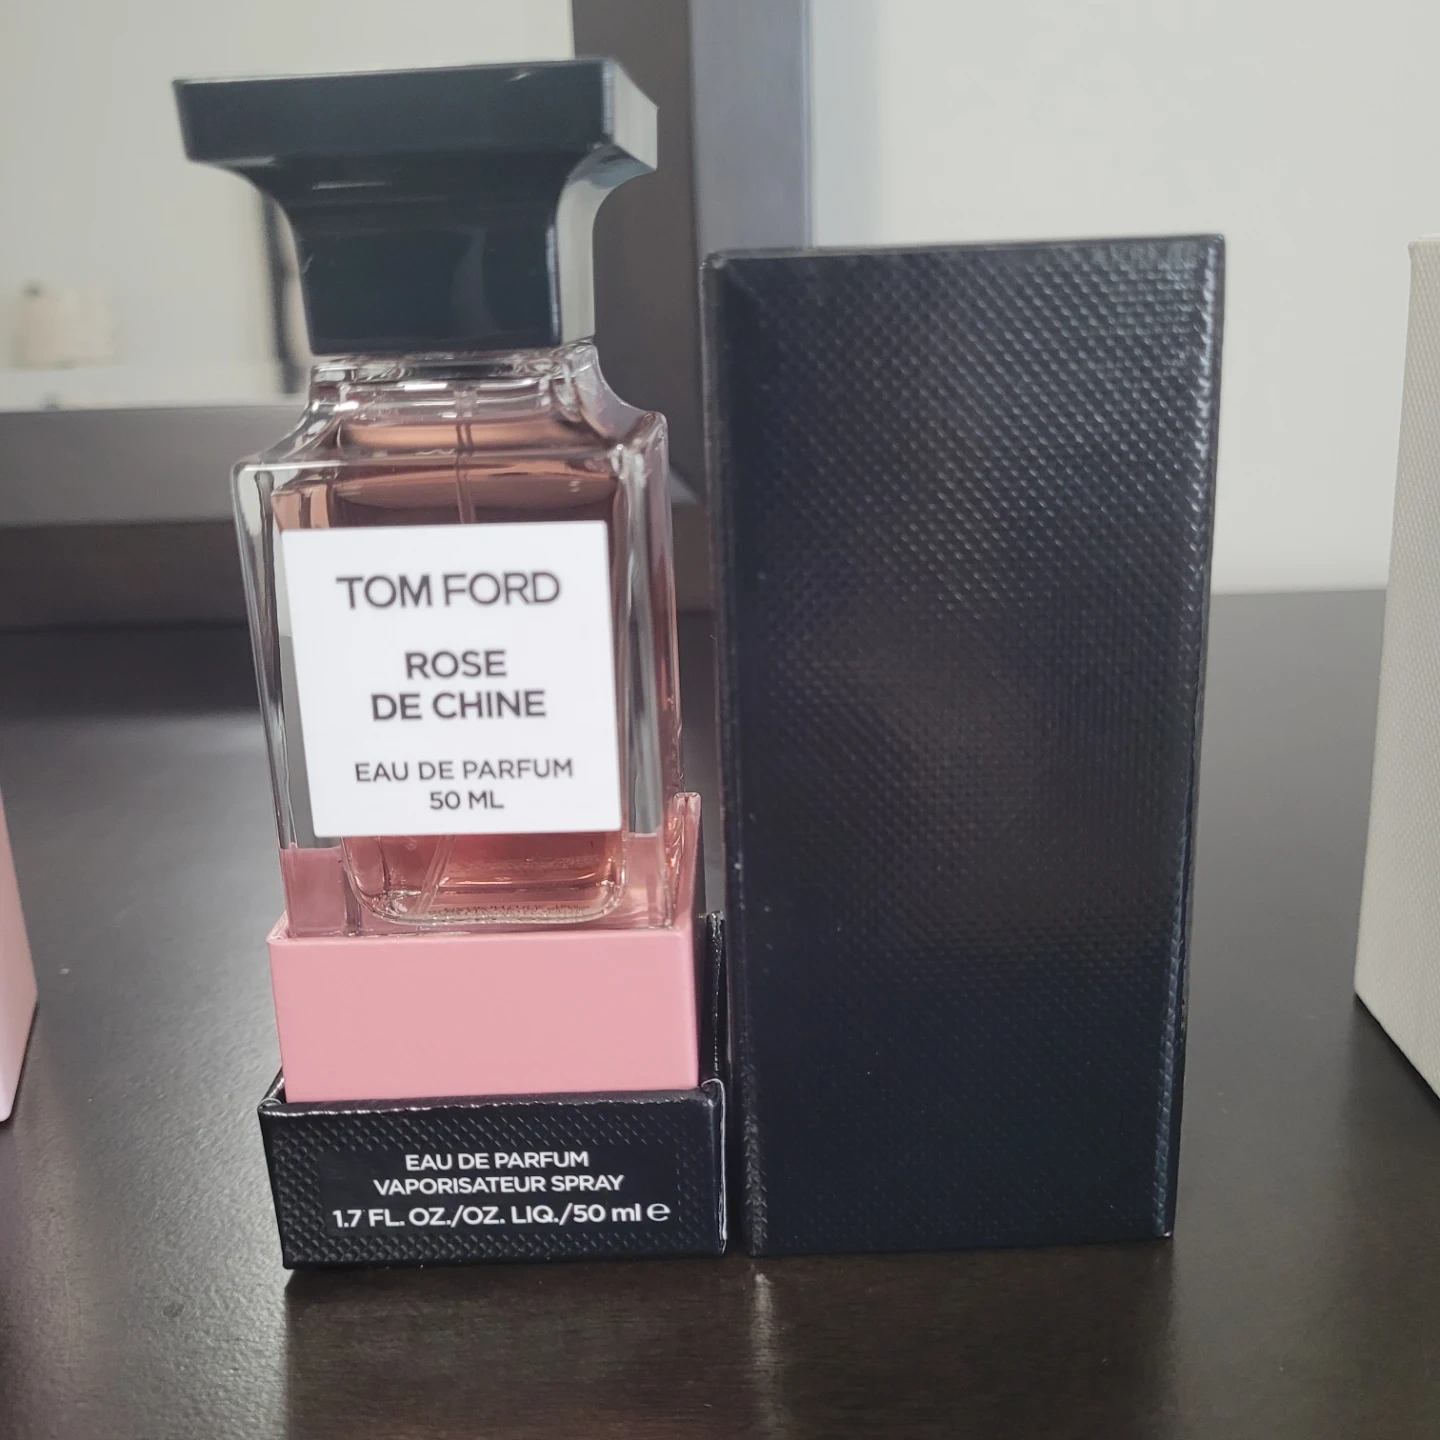 TOM FORD
ROSE
DE CHINE
EAU DE PARFUM
50 ML
EAU DE PARFUM
VAPORISATEUR SPRAY
1.7 FL. OZ./OZ. LIQ./50 ml ℮